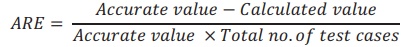 ARE = Accurate value − Calculated value / Accurate value × Total no. of test cases